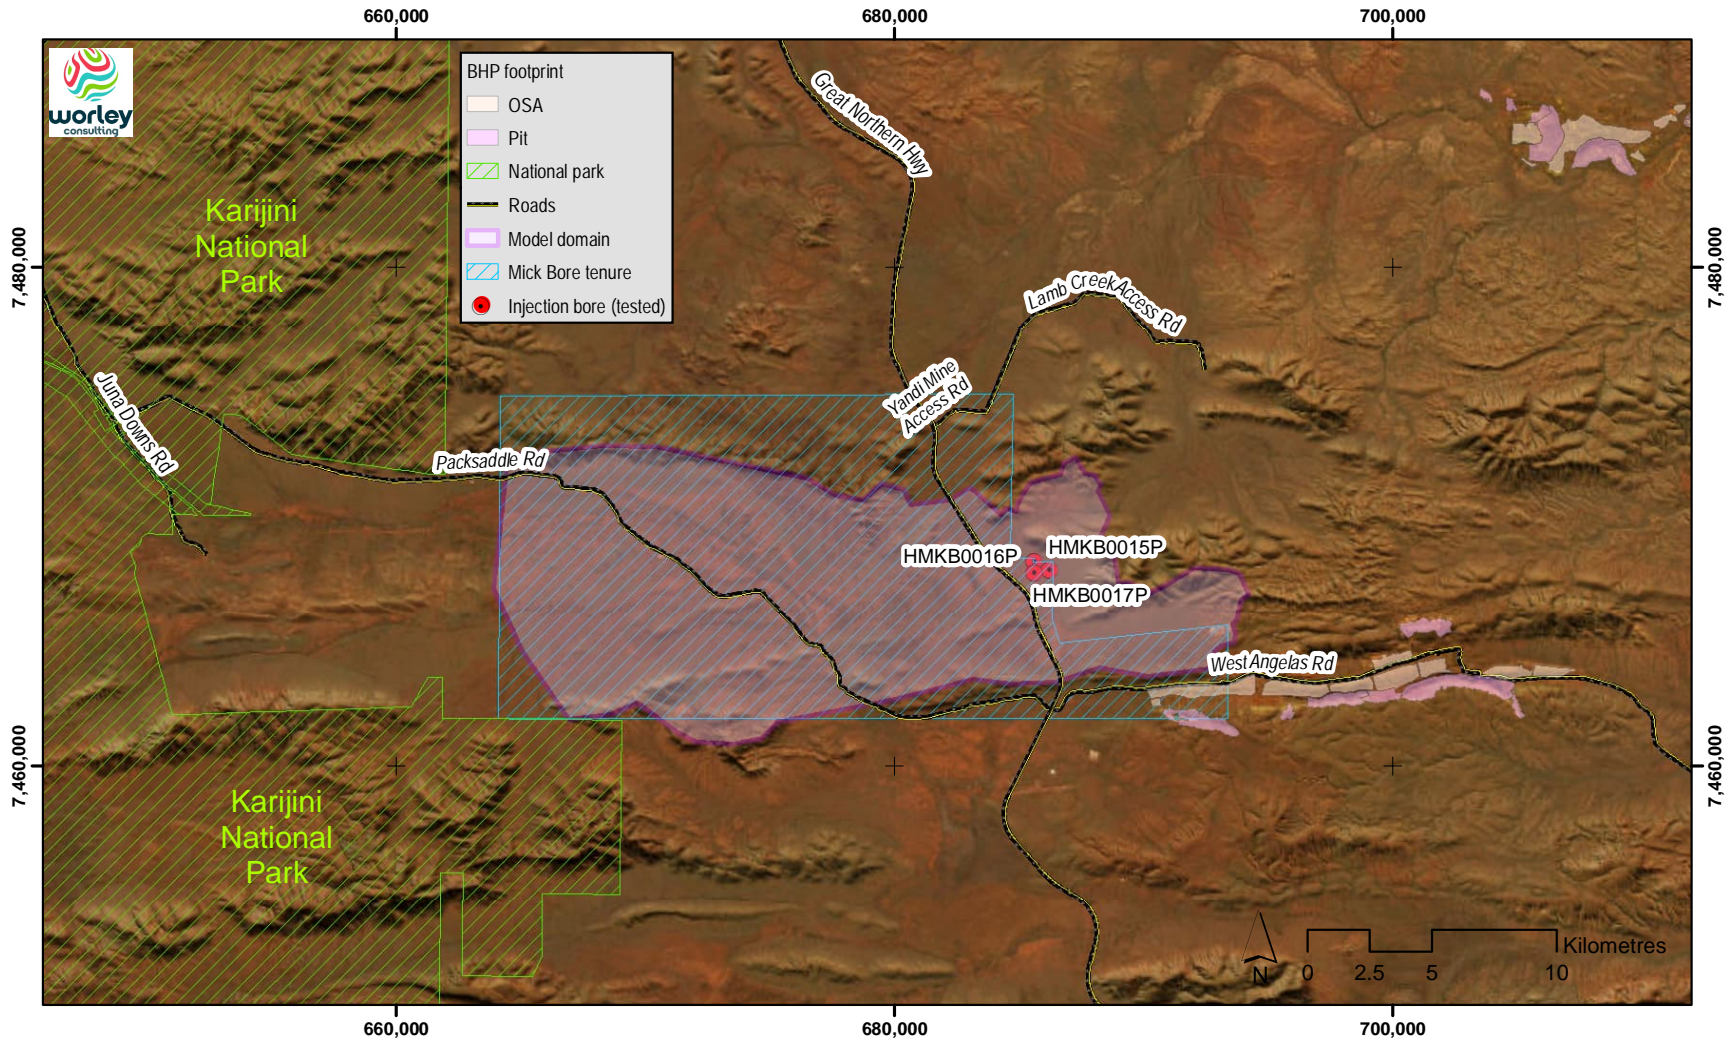 660,000
680,000
700,000
worley
consulting
BHP footprint
OSA
Pit
National park
Roads
Model domain
Mick Bore tenure
Injection bore (tested)
Great Northern Hwy
Karijini
National
Park
7,480,000
7,480,000
Lamb Creek Access Rd
Yandi Mine
Access Rd
Juna Downs Rd
Packsaddle Rd
HMKB0016P
HMKB0015P
HMKB0017P
West Angelas Rd
7,460,000
7,460,000
Karijini
National
Park
N
Kilometres
0
2.5
5
10
660,000
680,000
700,000